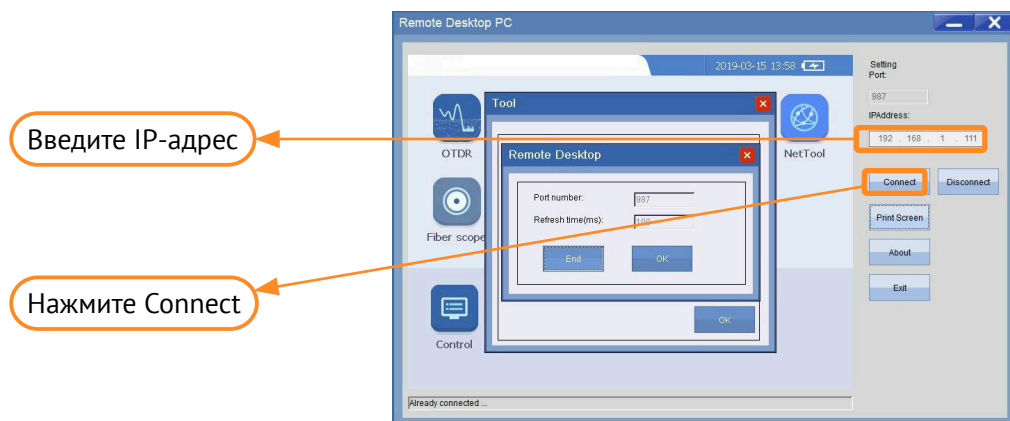 Remote Desktop PC
2019-03-15 13:58
Setting
Port:
987
IPAddress:
192 . 168 . 1 . 111
Введите IP-адрес
Tool
OTDR
NetTool
Remote Desktop
Port number:
987
Refresh time(ms):
100
End
OK
Connect
Disconnect
Print Screen
About
Exit
Fiber scope
Нажмите Connect
OK
Control
Already connected ...